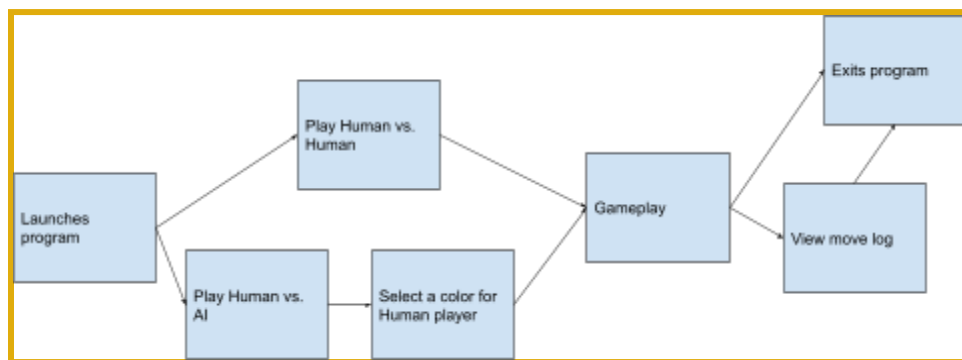 Launches
program
Play Human vs.
Human
Play Human vs.
AI
Select a color for
Human player
Gameplay
Exits program
View move log